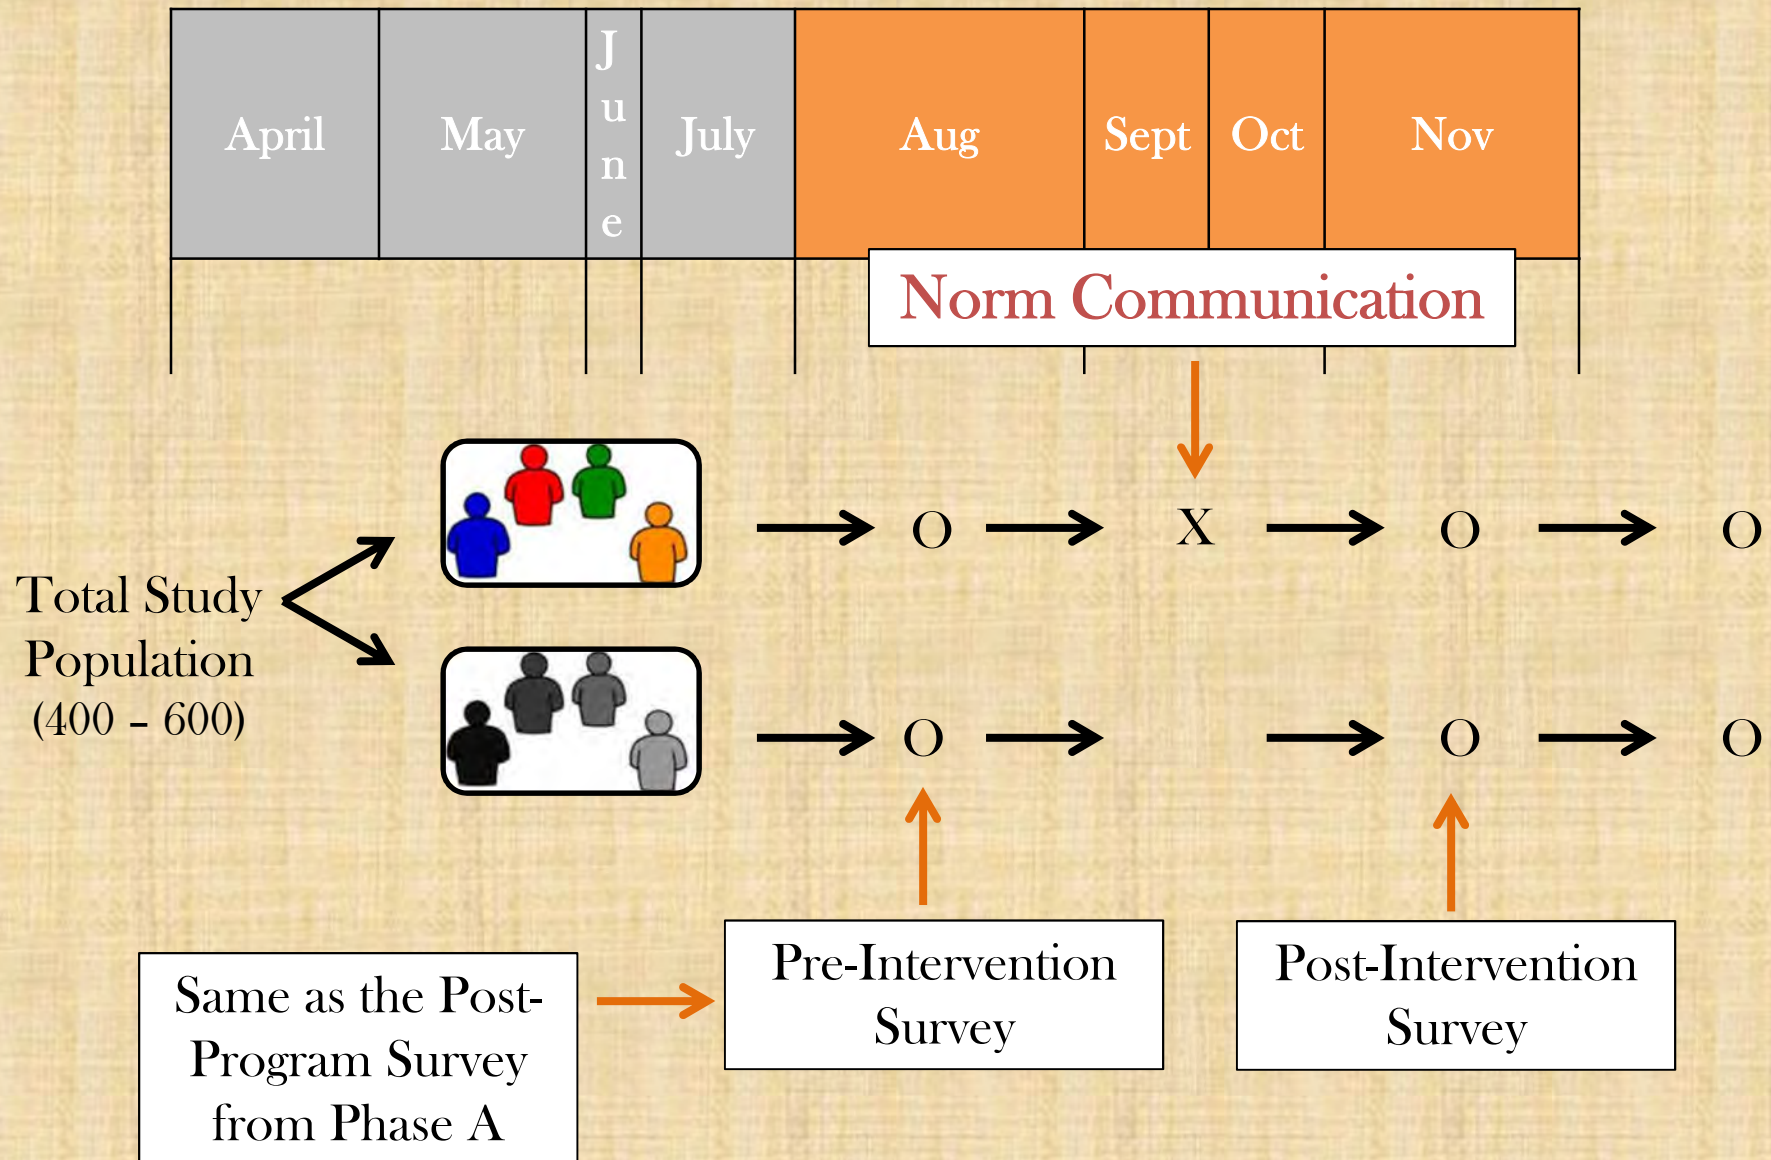 April May June July Aug Sept Oct Nov
Norm Communication
O X O O
Total Study
Population
(400 – 600)
O O O
Pre-Intervention
Survey
Post-Intervention
Survey
Same as the Post-
Program Survey
from Phase A